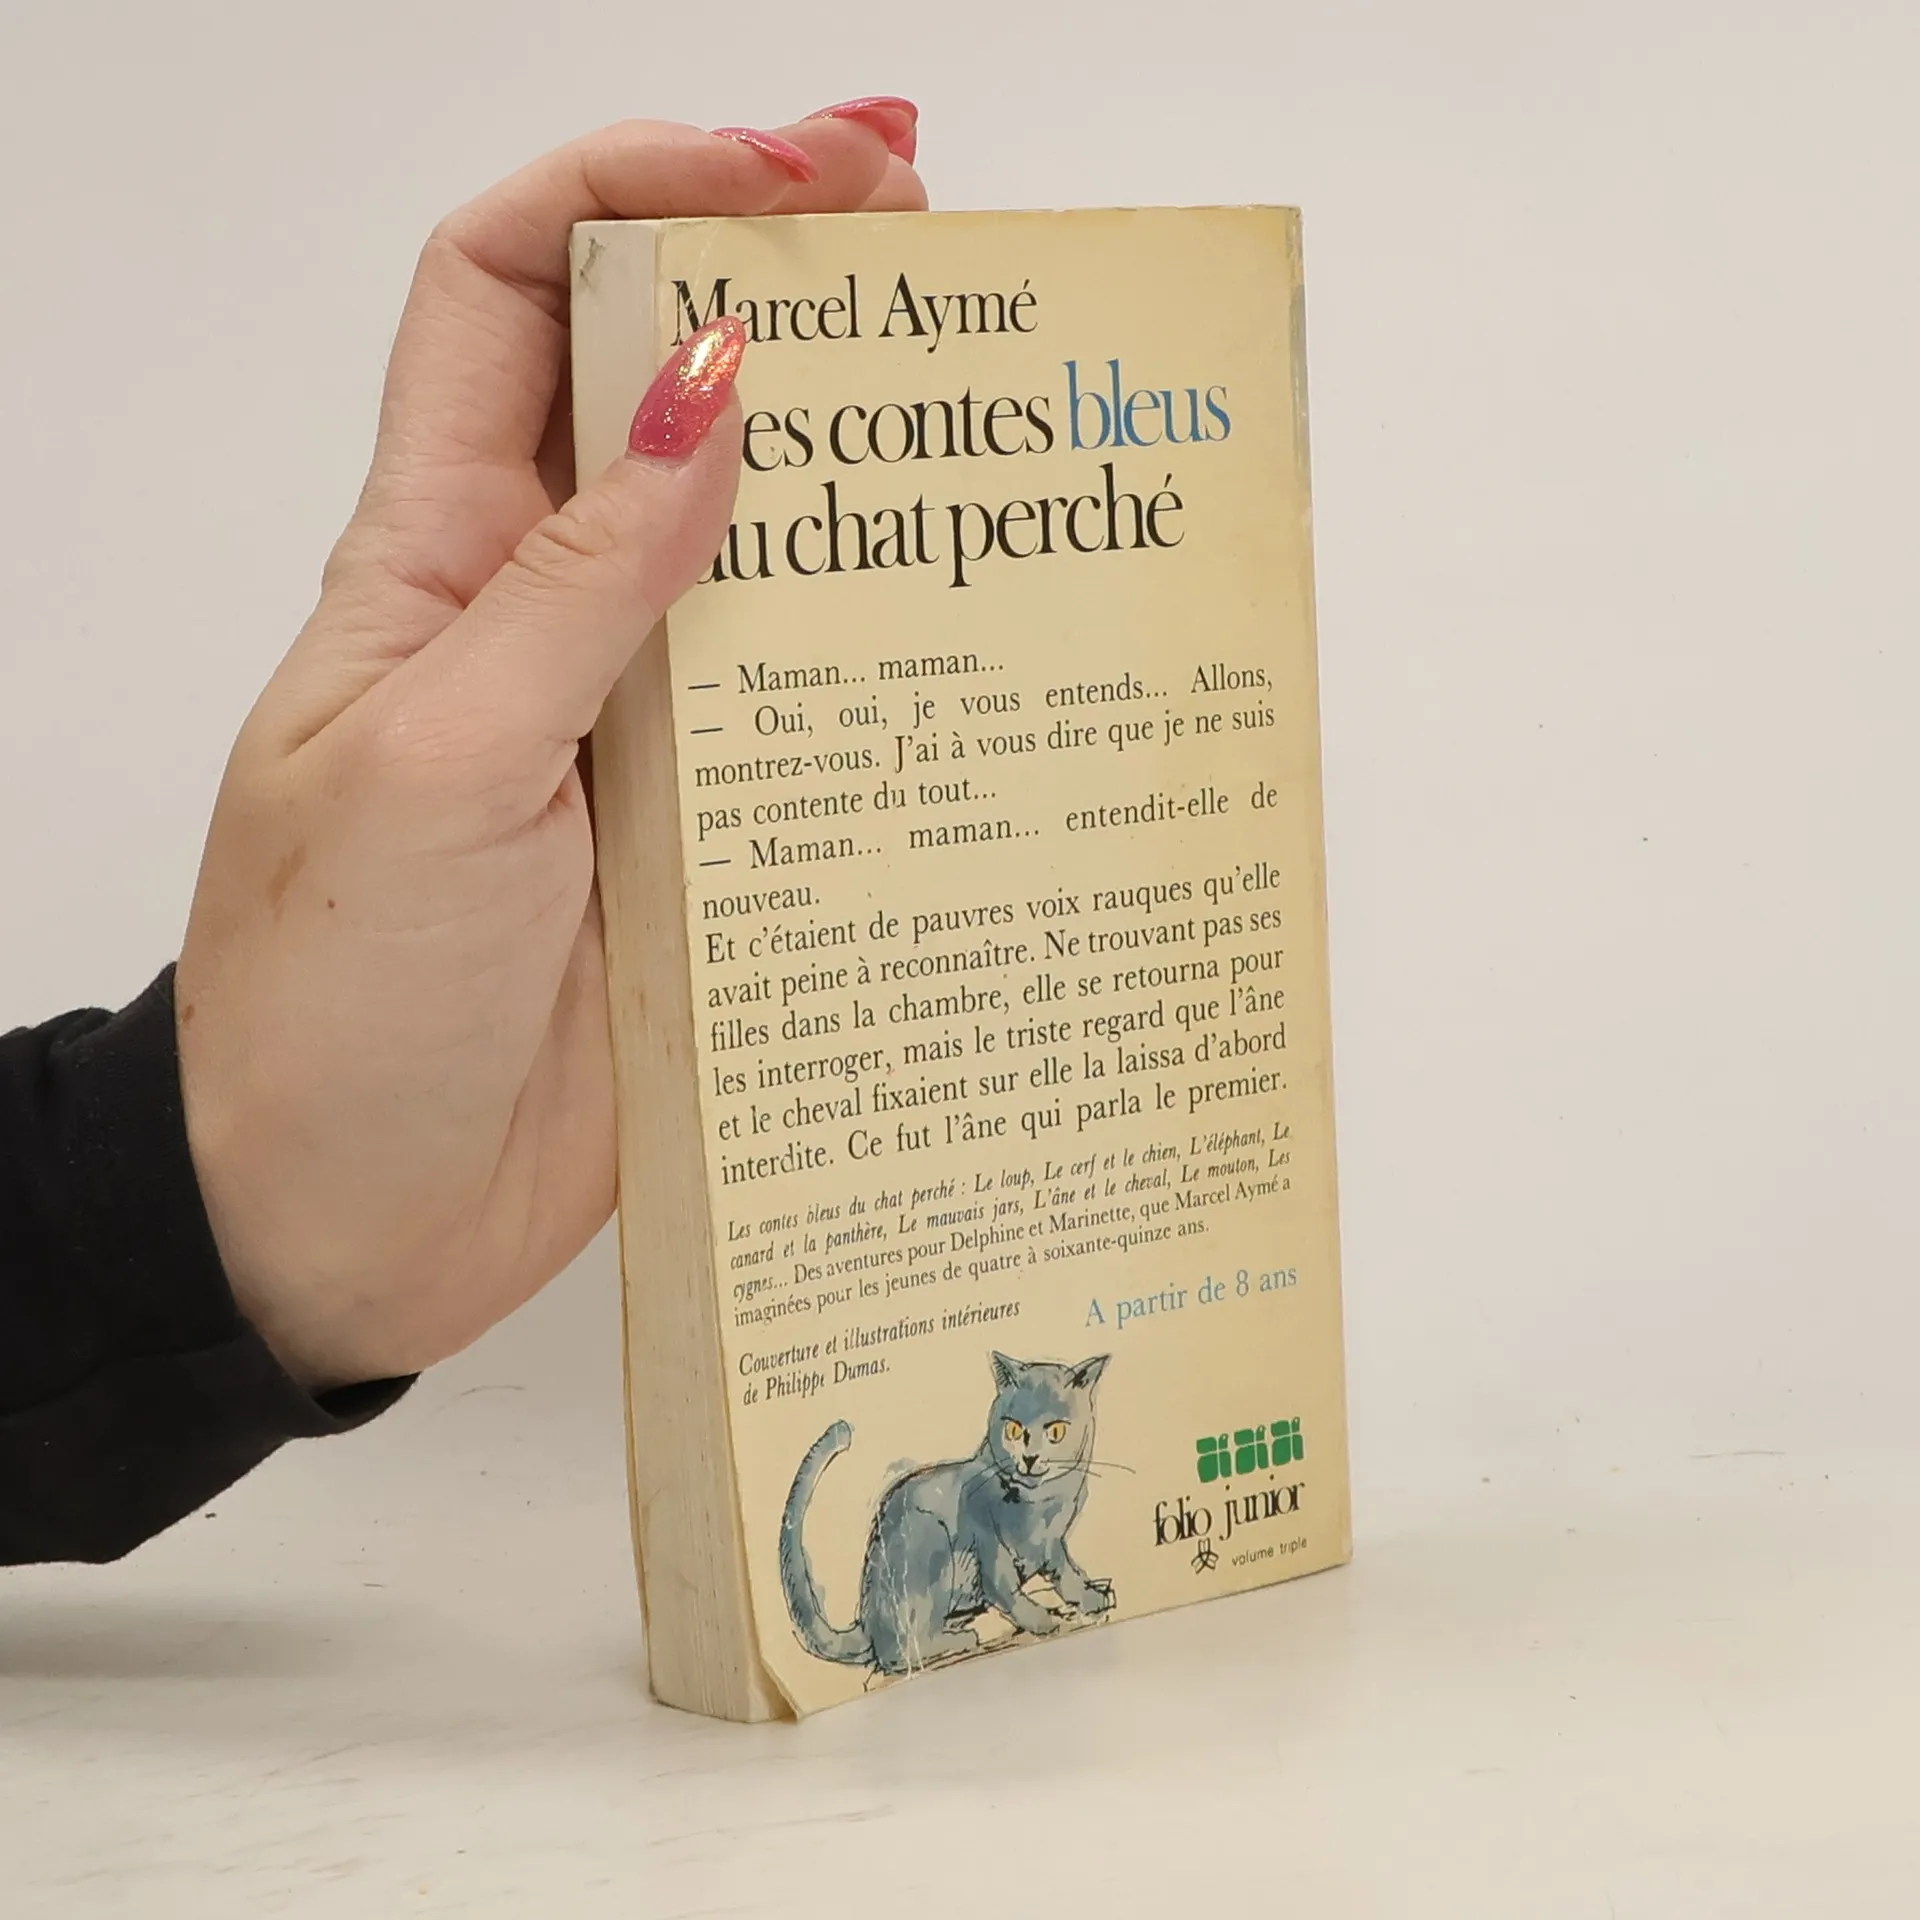 Marcel Aymé
es contes bleus
du chat perché
— Maman... maman...
— Oui, oui, je vous entends... Allons,
montrez-vous. J'ai à vous dire que je ne suis
pas contente du tout...
— Maman... maman... entendit-elle de
nouveau.
Et c'étaient de pauvres voix rauques qu'elle
avait peine à reconnaître. Ne trouvant pas ses
filles dans la chambre, elle se retourna pour
les interroger, mais le triste regard que l'âne
et le cheval fixaient sur elle la laissa d'abord
interdite. Ce fut l'âne qui parla le premier.
Les contes bleus du chat perché : Le loup, Le cerf et le chien, L'éléphant, Le
canard et la panthère, Le mauvais jars, L'âne et le cheval, Le mouton, Les
cygnes... Des aventures pour Delphine et Marinette, que Marcel Aymé a
imaginées pour les jeunes de quatre à soixante-quinze ans.
A partir de 8 ans
Couverture et illustrations intérieures
de Philippe Dumas.
folio junior
volume triple